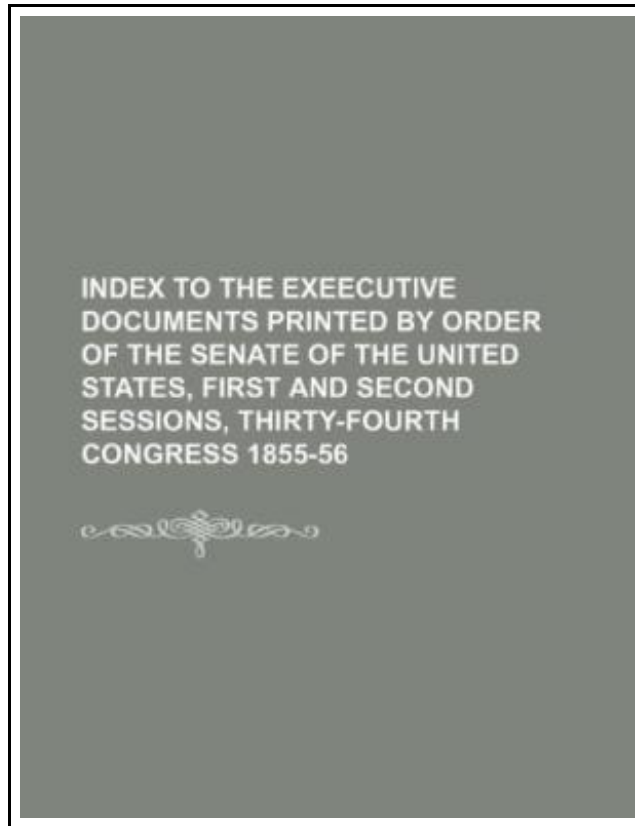 INDEX TO THE EXEECUTIVE
DOCUMENTS PRINTED BY ORDER
OF THE SENATE OF THE UNITED
STATES, FIRST AND SECOND
SESSIONS, THIRTY-FOURTH
CONGRESS 1855-56